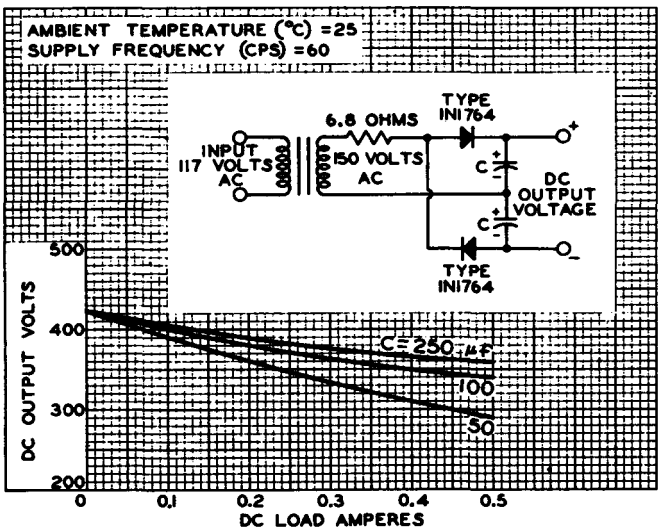 AMBIENT TEMPERATURE (°C) = 25
SUPPLY FREQUENCY (CPS) = 60
TYPE
IN1764
6.8 OHMS
INPUT
117 VOLTS
AC
150 VOLTS
AC
+
C
+
-
DC
OUTPUT
VOLTAGE
C
+
-
-
TYPE
IN1764
DC OUTPUT VOLTS
500
400
300
200
C=250 μf
100
50
0
0.1
0.2
0.3
0.4
0.5
DC LOAD AMPERES